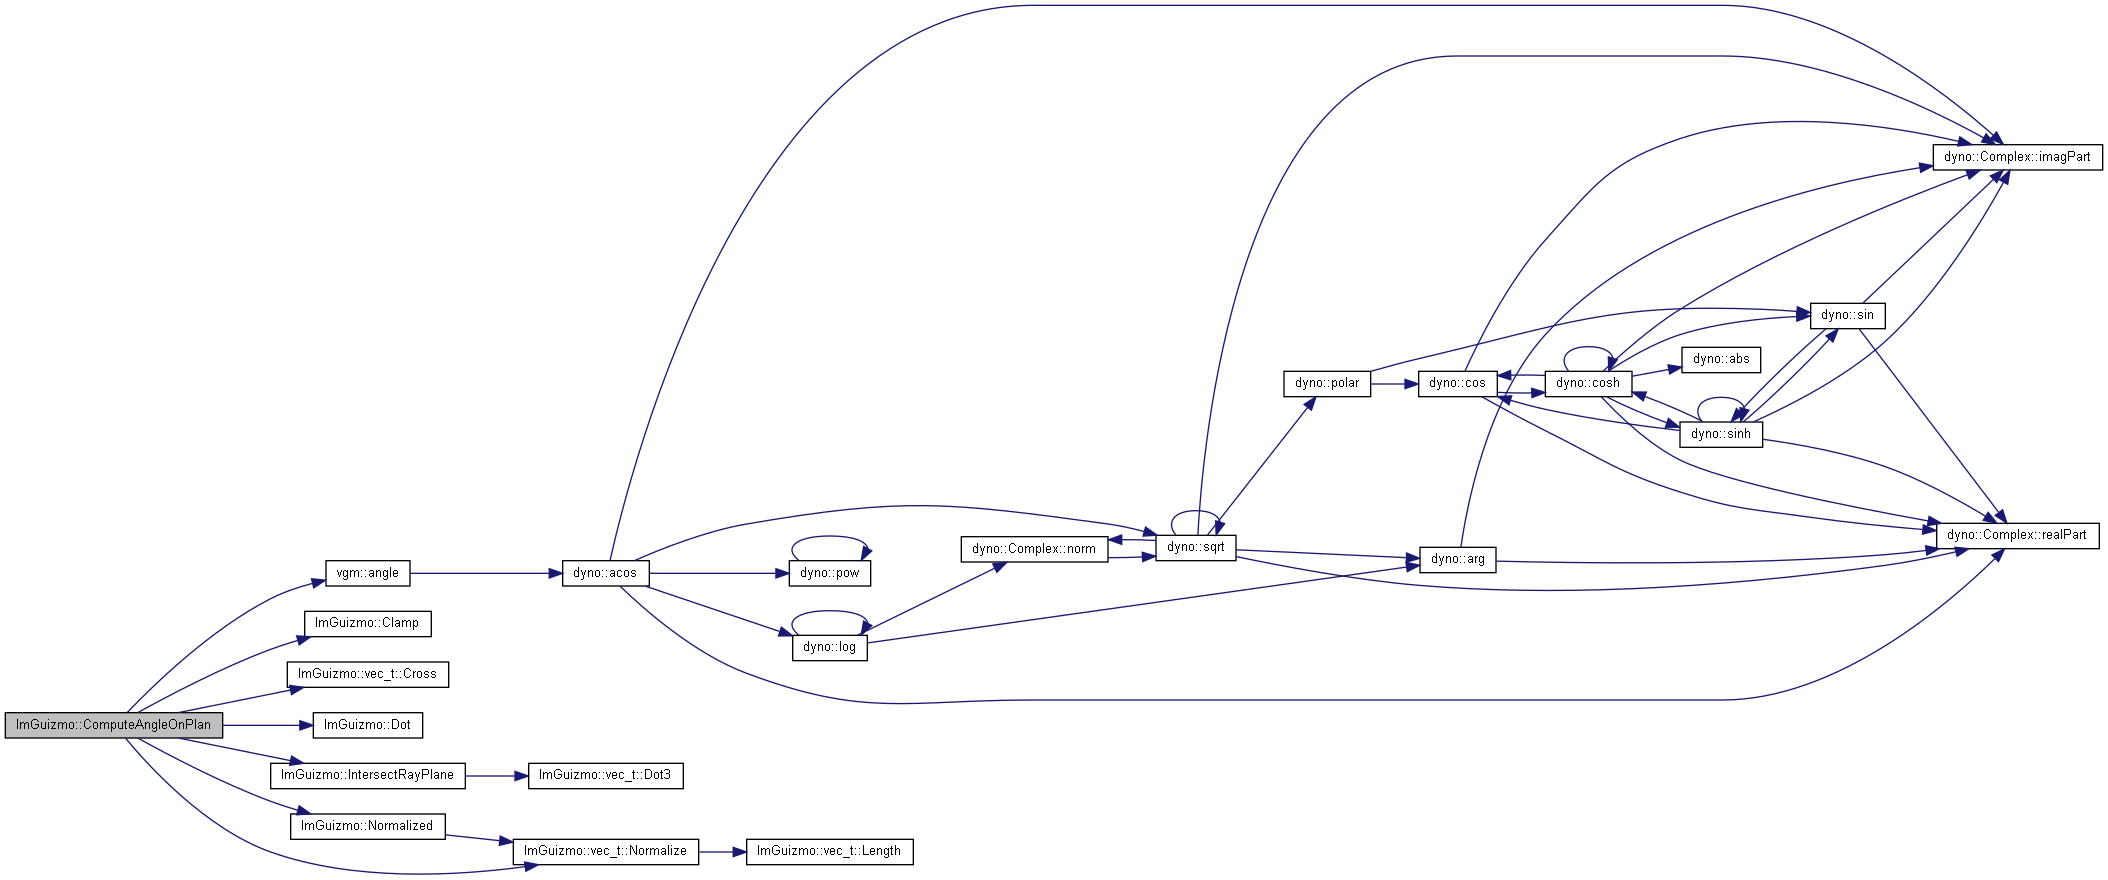 ImGuizmo::ComputeAngleOnPlan
vgm::angle
ImGuizmo::Clamp
ImGuizmo::vec_t::Cross
ImGuizmo::Dot
ImGuizmo::IntersectRayPlane
ImGuizmo::Normalized
ImGuizmo::vec_t::Dot3
ImGuizmo::vec_t::Normalize
ImGuizmo::vec_t::Length
dyno::acos
dyno::pow
dyno::log
dyno::Complex::norm
dyno::sqrt
dyno::polar
dyno::cos
dyno::arg
dyno::cosh
dyno::abs
dyno::sinh
dyno::sin
dyno::Complex::imagPart
dyno::Complex::realPart